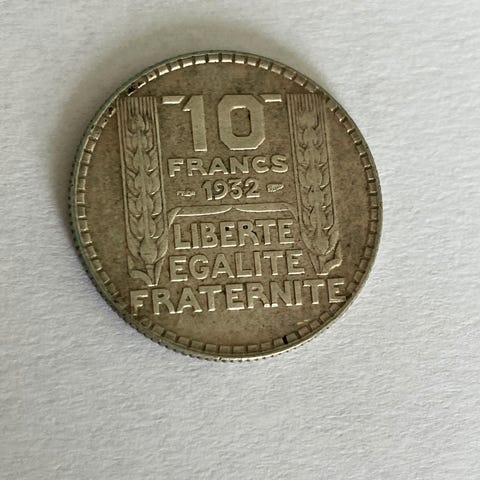 10
FRANCS
1932
LIBERTE
EGALITE
FRATERNITE